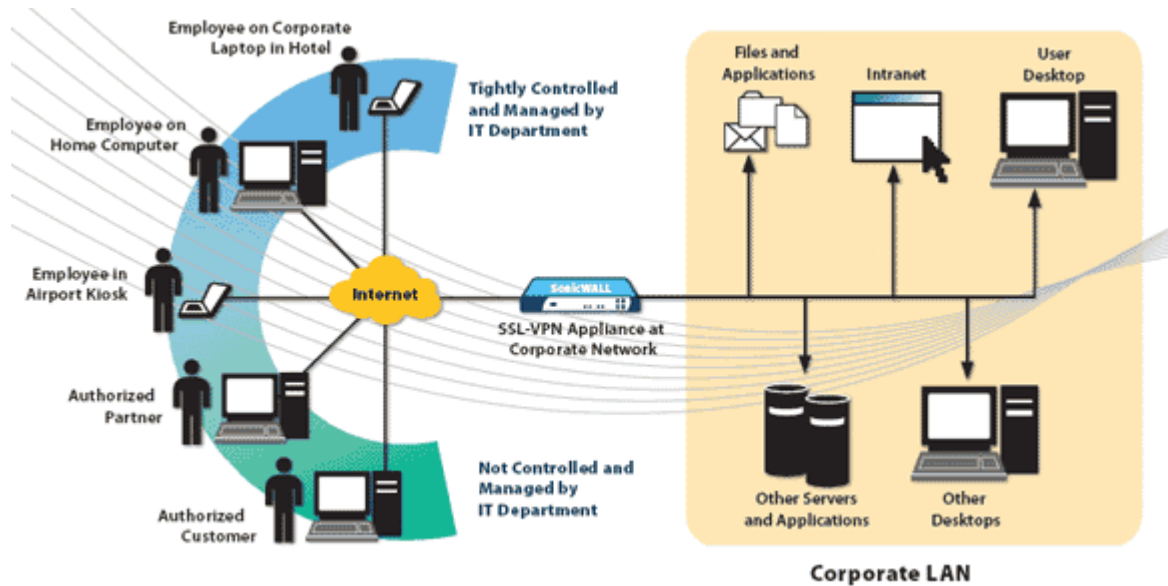 Employee on Corporate
Laptop in Hotel
Tightly Controlled
and Managed by
IT Department
Employee on
Home Computer
Employee in
Airport Kiosk
Internet
Authorized
Partner
Authorized
Customer
Not Controlled and
Managed by
IT Department
SonicWALL
SSL-VPN Appliance at
Corporate Network
Files and
Applications
Intranet
User
Desktop
Other Servers
and Applications
Other
Desktops
Corporate LAN